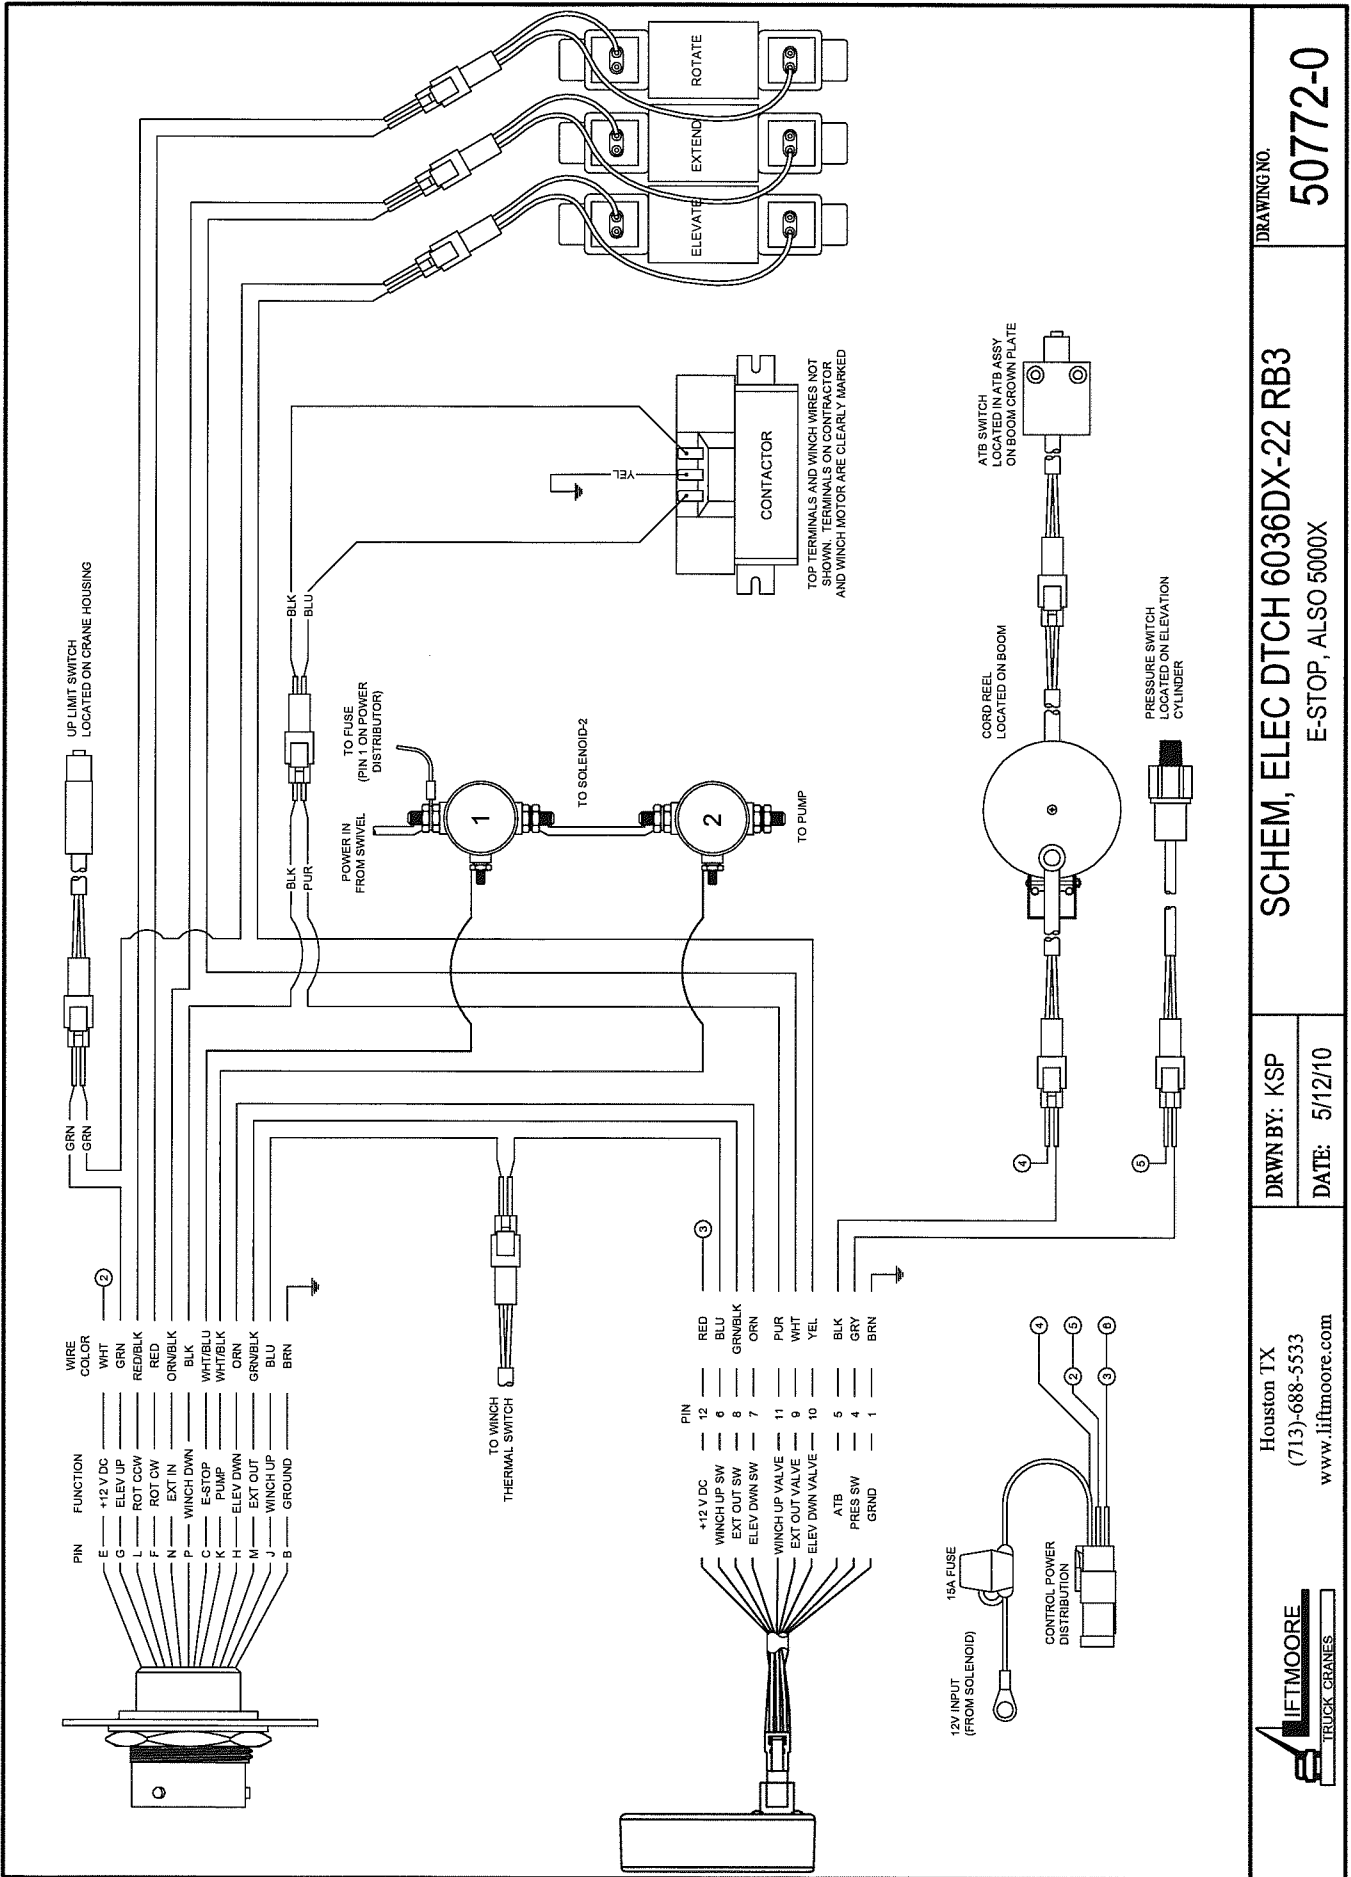 PIN FUNCTION WIRE COLOR
E +12 V DC WHT 2
G ELEV UP GRN
L ROT CCW RED/BLK
F ROT CW RED
N EXT IN ORN/BLK
P WINCH DWN BLK
C E-STOP WHT/BLU
K PUMP WHT/BLK
H ELEV DWN ORN
M EXT OUT GRN/BLK
J WINCH UP BLU
B GROUND BRN
GRN
GRN
UP LIMIT SWITCH
LOCATED ON CRANE HOUSING
BLK
PUR
BLK
BLU
ROTATE
EXTEND
ELEVATE
POWER IN
FROM SWIVEL
TO FUSE
(PIN 1 ON POWER
DISTRIBUTOR)
1
TO SOLENOID-2
2
TO PUMP
YEL
CONTACTOR
TOP TERMINALS AND WINCH WIRES NOT
SHOWN. TERMINALS ON CONTRACTOR
AND WINCH MOTOR ARE CLEARLY MARKED
TO WINCH
THERMAL SWITCH
PIN
+12 V DC 12 RED 3
WINCH UP SW 6 BLU
EXT OUT SW 8 GRN/BLK
ELEV DWN SW 7 ORN
WINCH UP VALVE 11 PUR
EXT OUT VALVE 9 WHT
ELEV DWN VALVE 10 YEL
ATB 5 BLK
PRES SW 4 GRY
GRND 1 BRN
4
5
CORD REEL
LOCATED ON BOOM
ATB SWITCH
LOCATED IN ATB ASSY
ON BOOM CROWN PLATE
PRESSURE SWITCH
LOCATED ON ELEVATION
CYLINDER
12V INPUT
(FROM SOLENOID)
15A FUSE
CONTROL POWER
DISTRIBUTION
4
2 5
3 6
LIFTMOORE
TRUCK CRANES
Houston TX
(713)-688-5533
www.liftmoore.com
DRWN BY: KSP
DATE: 5/12/10
SCHEM, ELEC DTCH 6036DX-22 RB3
E-STOP, ALSO 5000X
DRAWING NO.
50772-0